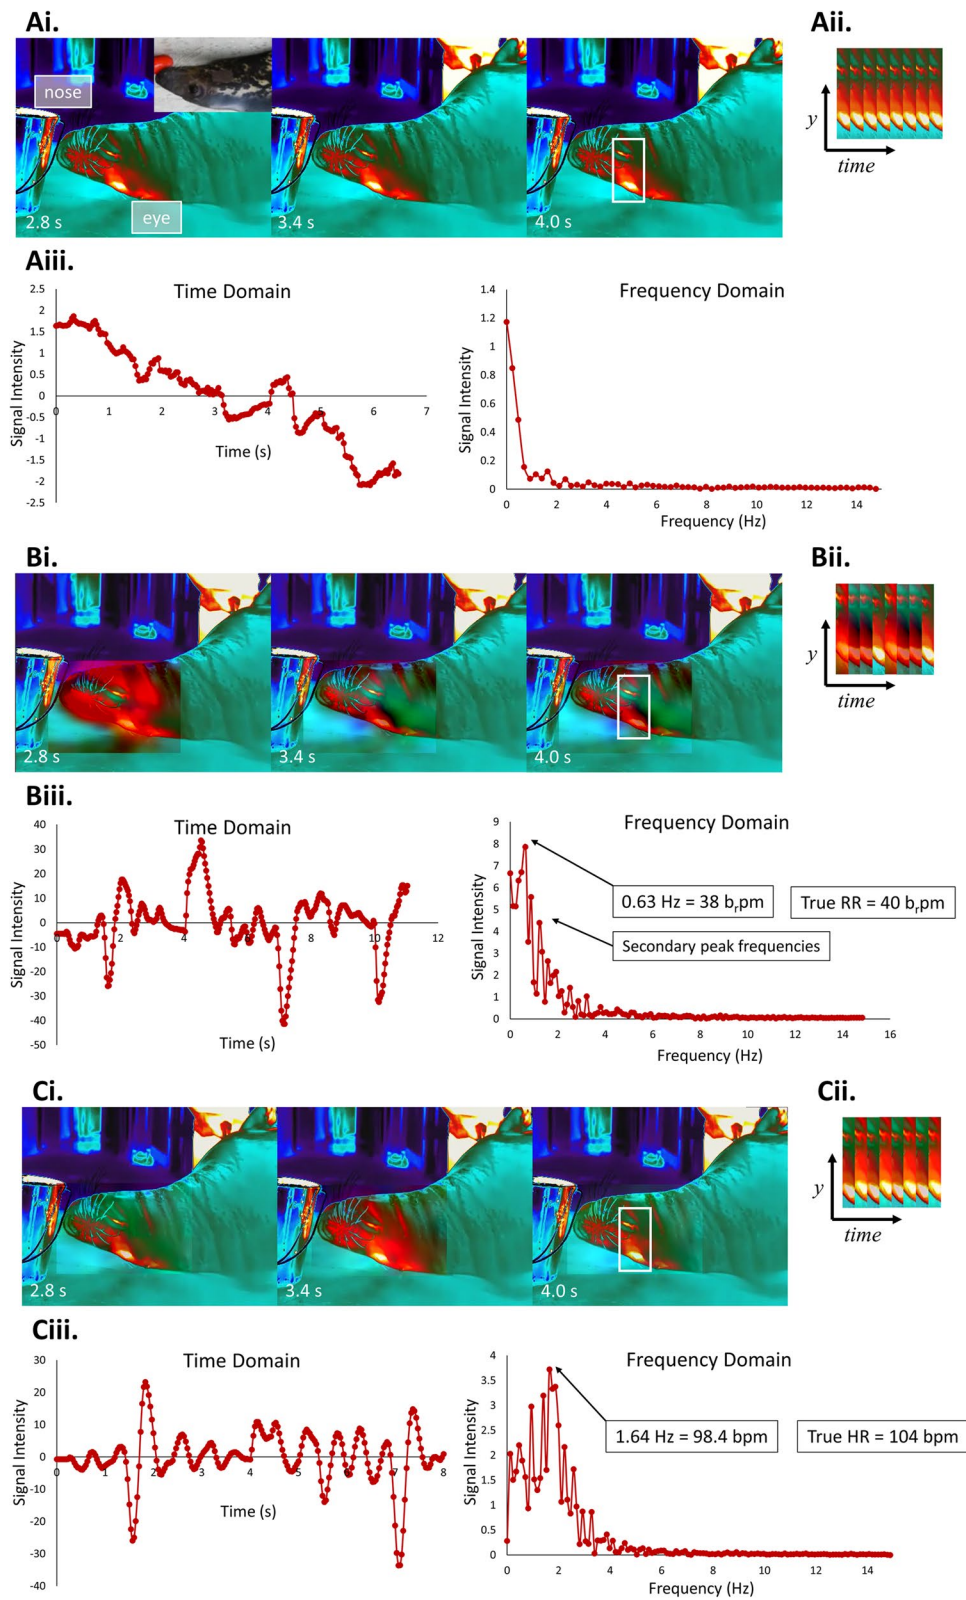 Ai.
Aii.
nose
eye
2.8 s
3.4 s
4.0 s
y
time
Aiii.
Time Domain
Signal Intensity
2.5
2
1.5
1
0.5
0
-0.5
-1
-1.5
-2
-2.5
0 1 2 3 4 5 6 7
Time (s)
Frequency Domain
Signal Intensity
1.4
1.2
1
0.8
0.6
0.4
0.2
0
0 2 4 6 8 10 12 14
Frequency (Hz)
Bi.
Bii.
2.8 s
3.4 s
4.0 s
y
time
Biii.
Time Domain
Signal Intensity
40
30
20
10
0
-10
-20
-30
-40
-50
0 2 4 6 8 10 12
Time (s)
Frequency Domain
Signal Intensity
9
8
7
6
5
4
3
2
1
0
0 2 4 6 8 10 12 14 16
Frequency (Hz)
0.63 Hz = 38 brpm
True RR = 40 brpm
Secondary peak frequencies
Ci.
Cii.
2.8 s
3.4 s
4.0 s
y
time
Ciii.
Time Domain
Signal Intensity
30
20
10
0
-10
-20
-30
-40
0 1 2 3 4 5 6 7 8
Time (s)
Frequency Domain
Signal Intensity
4
3.5
3
2.5
2
1.5
1
0.5
0
0 2 4 6 8 10 12 14
Frequency (Hz)
1.64 Hz = 98.4 bpm
True HR = 104 bpm